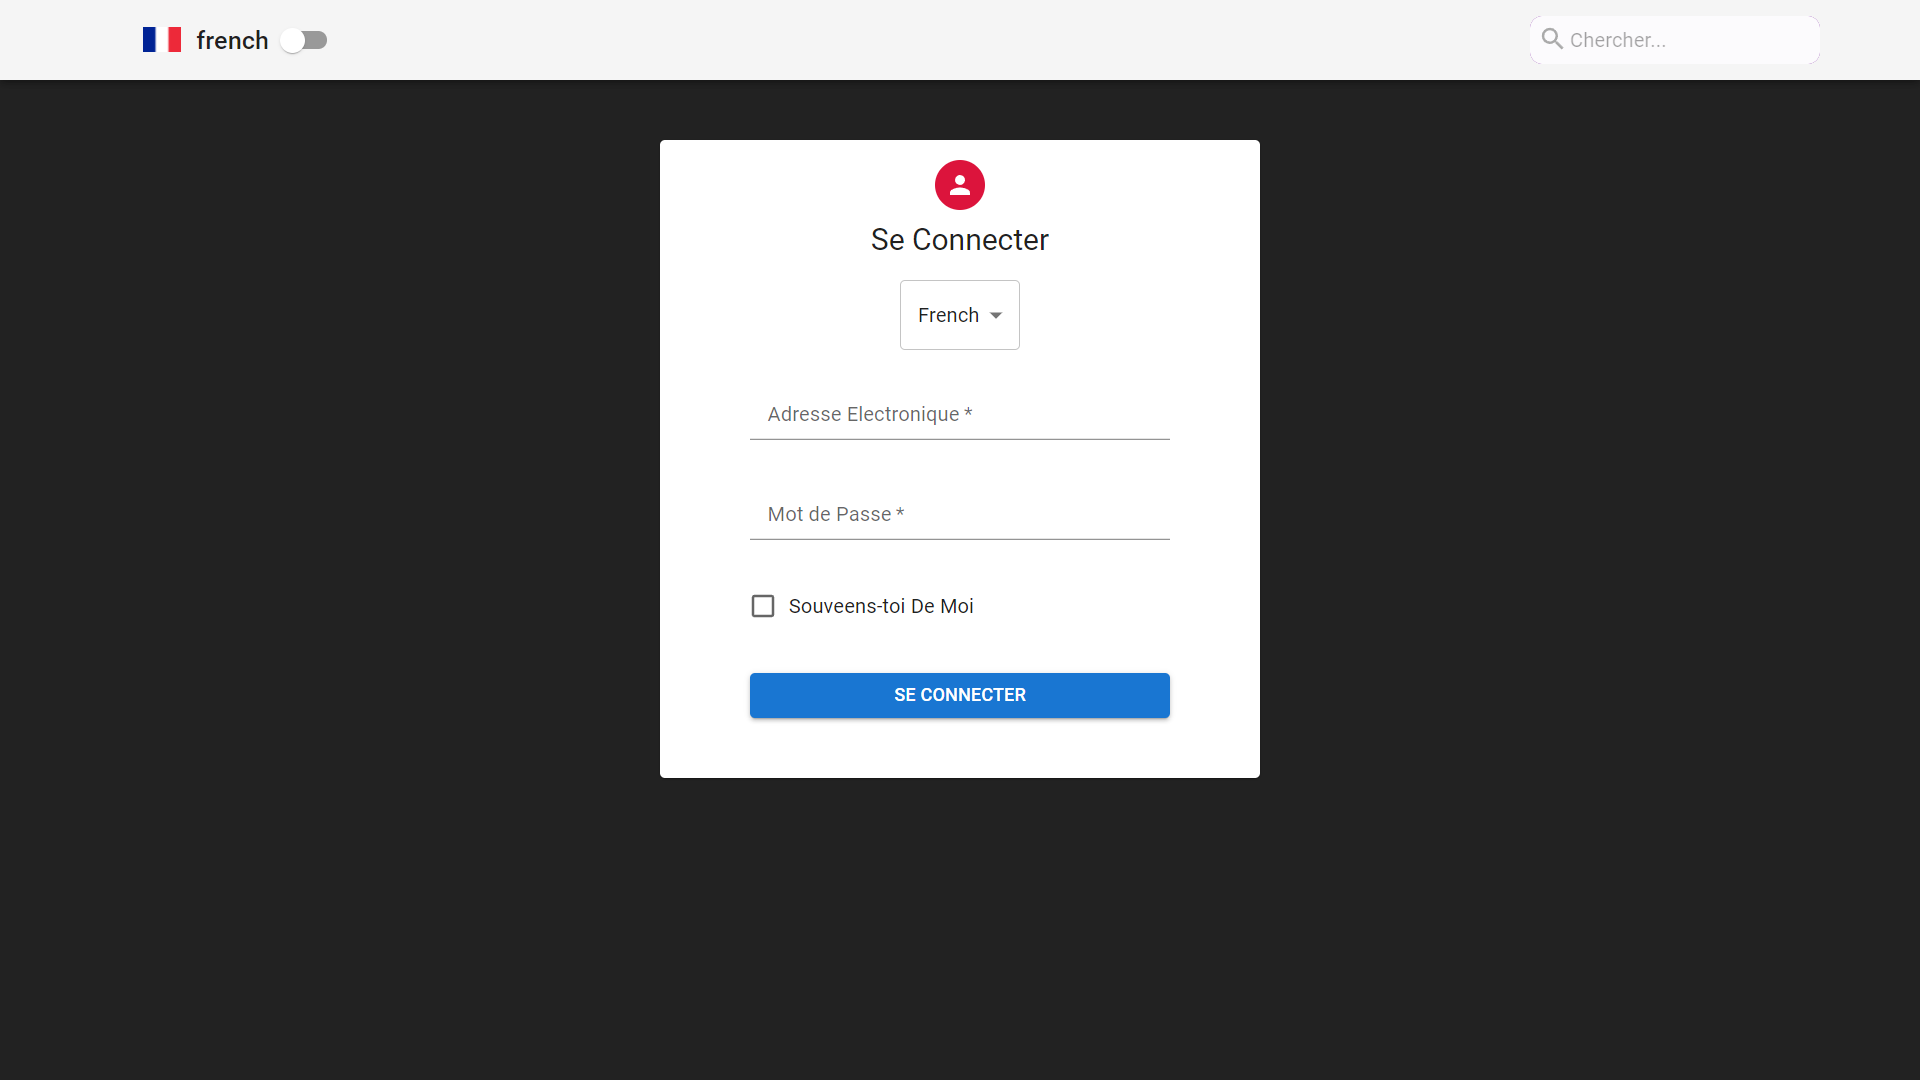 french
Chercher...
Se Connecter
French
Adresse Electronique *
Mot de Passe *
Souveens-toi De Moi
SE CONNECTER